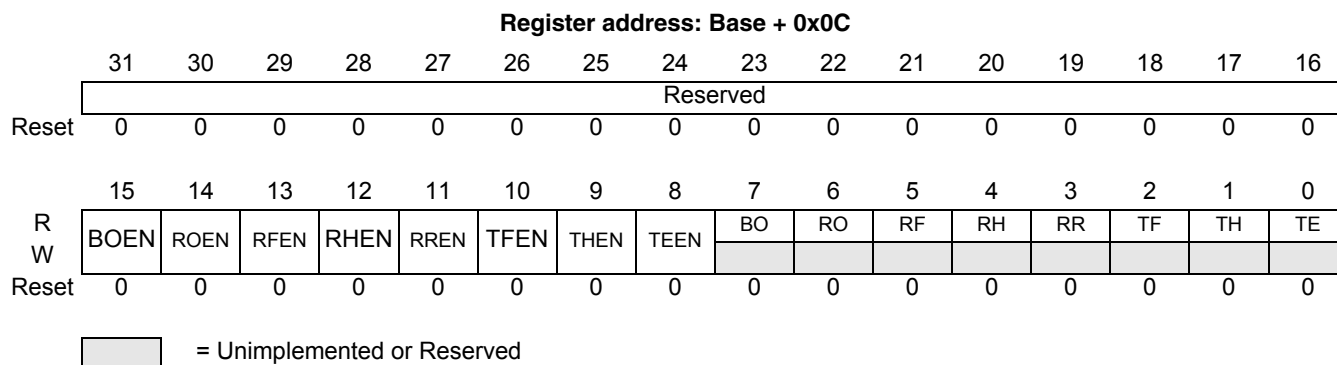 Register address: Base + 0x0C
31 30 29 28 27 26 25 24 23 22 21 20 19 18 17 16
Reserved
Reset 0 0 0 0 0 0 0 0 0 0 0 0 0 0 0 0
15 14 13 12 11 10 9 8 7 6 5 4 3 2 1 0
R BOEN ROEN RFEN RHEN RREN TFEN THEN TEEN BO RO RF RH RR TF TH TE
W
Reset 0 0 0 0 0 0 0 0 0 0 0 0 0 0 0 0
= Unimplemented or Reserved